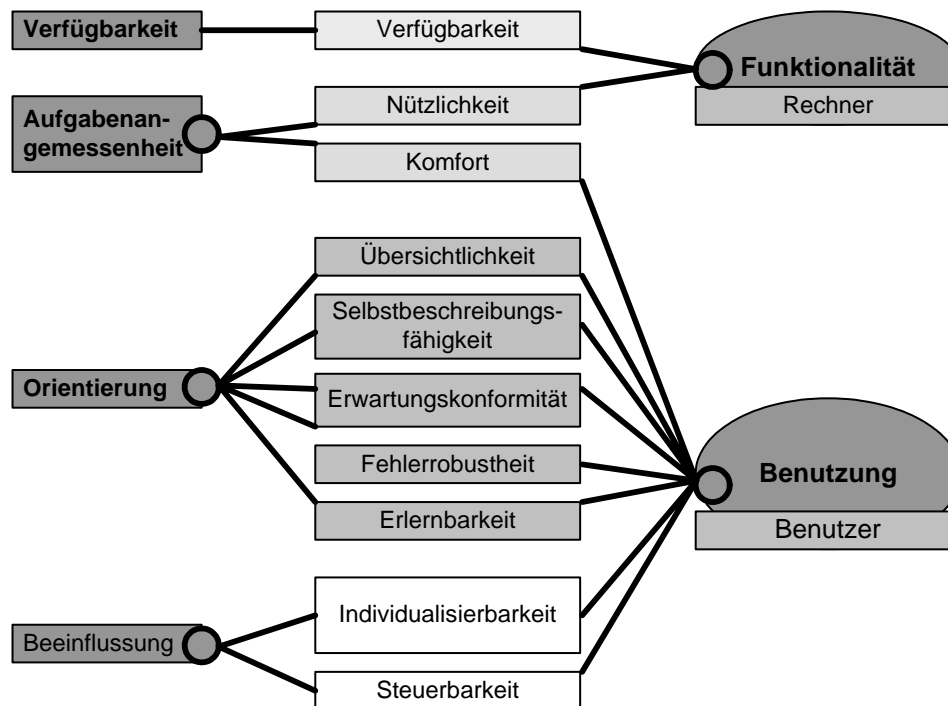 Verfügbarkeit
Verfügbarkeit
Funktionalität
Rechner
Aufgabenan-
gemessenheit
Nützlichkeit
Komfort
Übersichtlichkeit
Selbstbeschreibungs-
fähigkeit
Orientierung
Erwartungskonformität
Fehlerrobustheit
Erlernbarkeit
Benutzung
Benutzer
Beeinflussung
Individualisierbarkeit
Steuerbarkeit